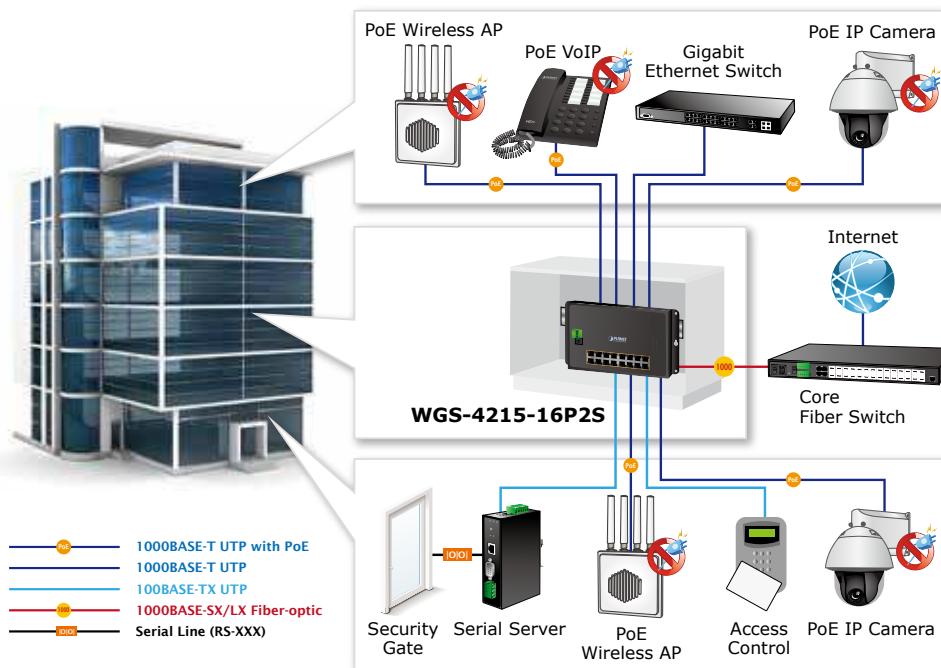 PoE Wireless AP
PoE VoIP
Gigabit
Ethernet Switch
PoE IP Camera
PoE
PoE
PoE
Internet
PLANET
1000
WGS-4215-16P2S
Core
Fiber Switch
PoE
PoE
|O|O|
Security
Gate
Serial Server
PoE
Wireless AP
Access
Control
PoE IP Camera
PoE
1000BASE-T UTP with PoE
1000BASE-T UTP
100BASE-TX UTP
1000
1000BASE-SX/LX Fiber-optic
|O|O|
Serial Line (RS-XXX)